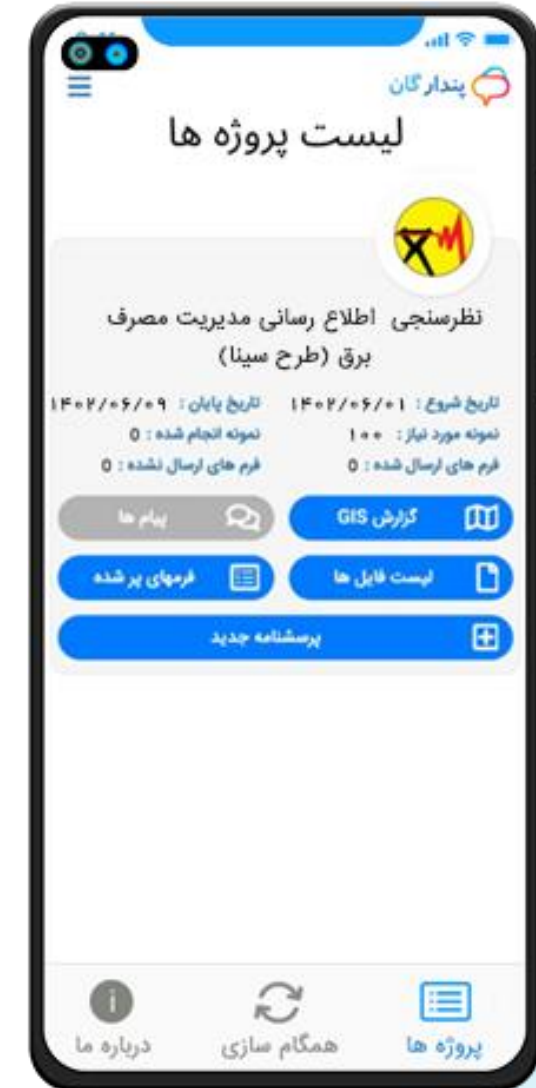 پندارگان
لیست پروژه ها
نظرسنجی اطلاع رسانی مدیریت مصرف
برق (طرح سینا)
تاریخ شروع : ۱۴۰۲/۰۶/۰۱ تاریخ پایان : ۱۴۰۲/۰۶/۰۹
نمونه مورد نیاز : ۱۰۰ نمونه انجام شده : 0
فرم های ارسال شده : 0 فرم های ارسال نشده : 0
گزارش GIS پیام ها
لیست فایل ها فرمهای پر شده
پرسشنامه جدید
پروژه ها همگام سازی درباره ما